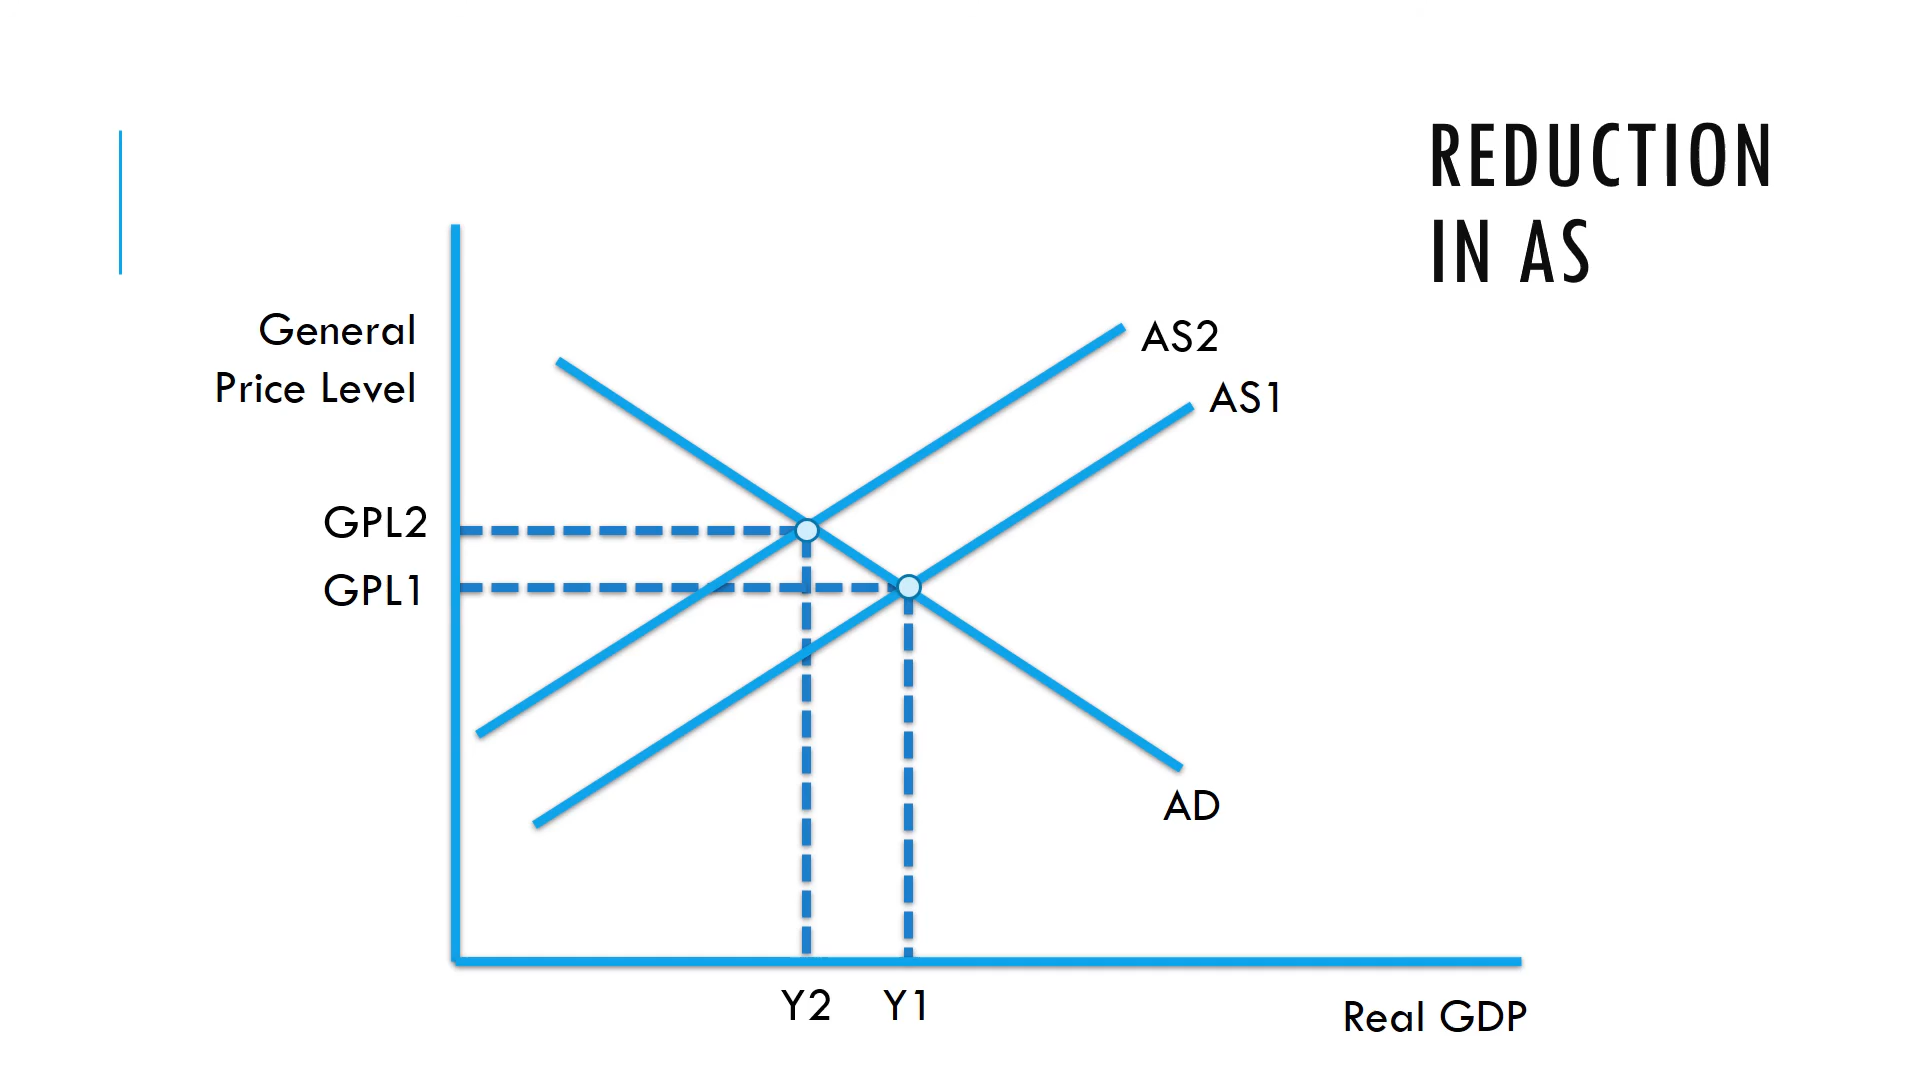 REDUCTION
IN AS
General
Price Level
AS2
AS1
GPL2
GPL1
AD
Y2
Y1
Real GDP